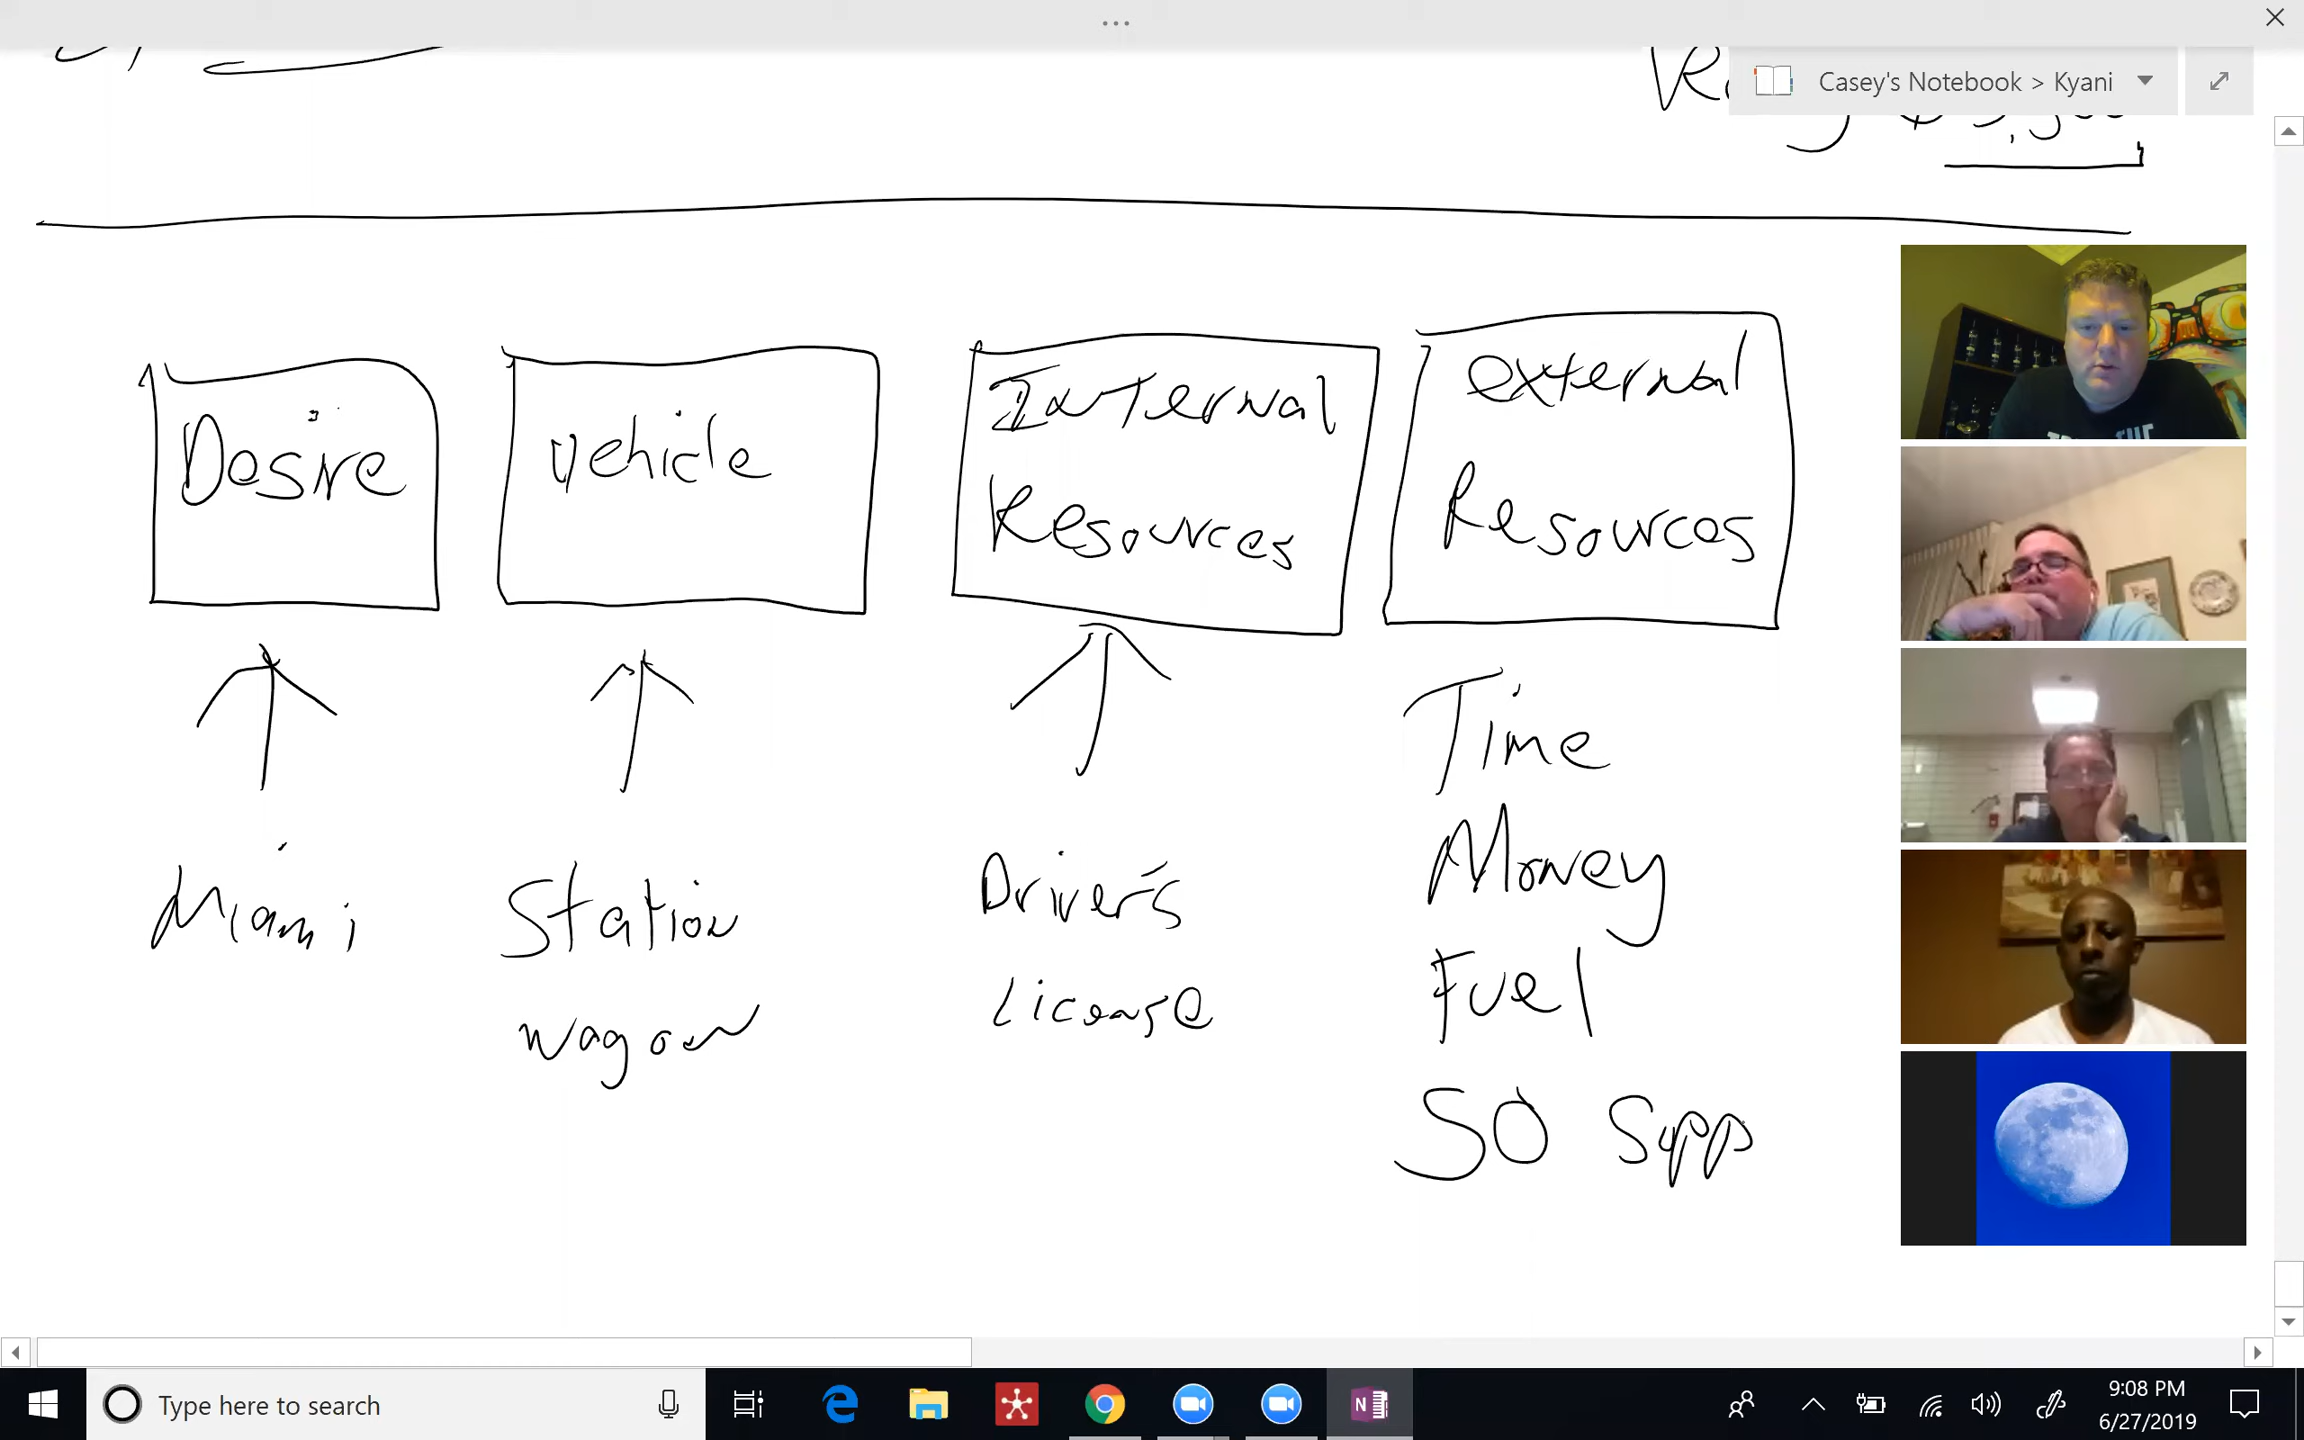 Casey's Notebook > Kyani
Desire
vehicle
Internal
Resources
external
Resources
Miami
Station
wagon
Driver's
License
Time
Money
Fuel
SO Supp
Type here to search
9:08 PM
6/27/2019